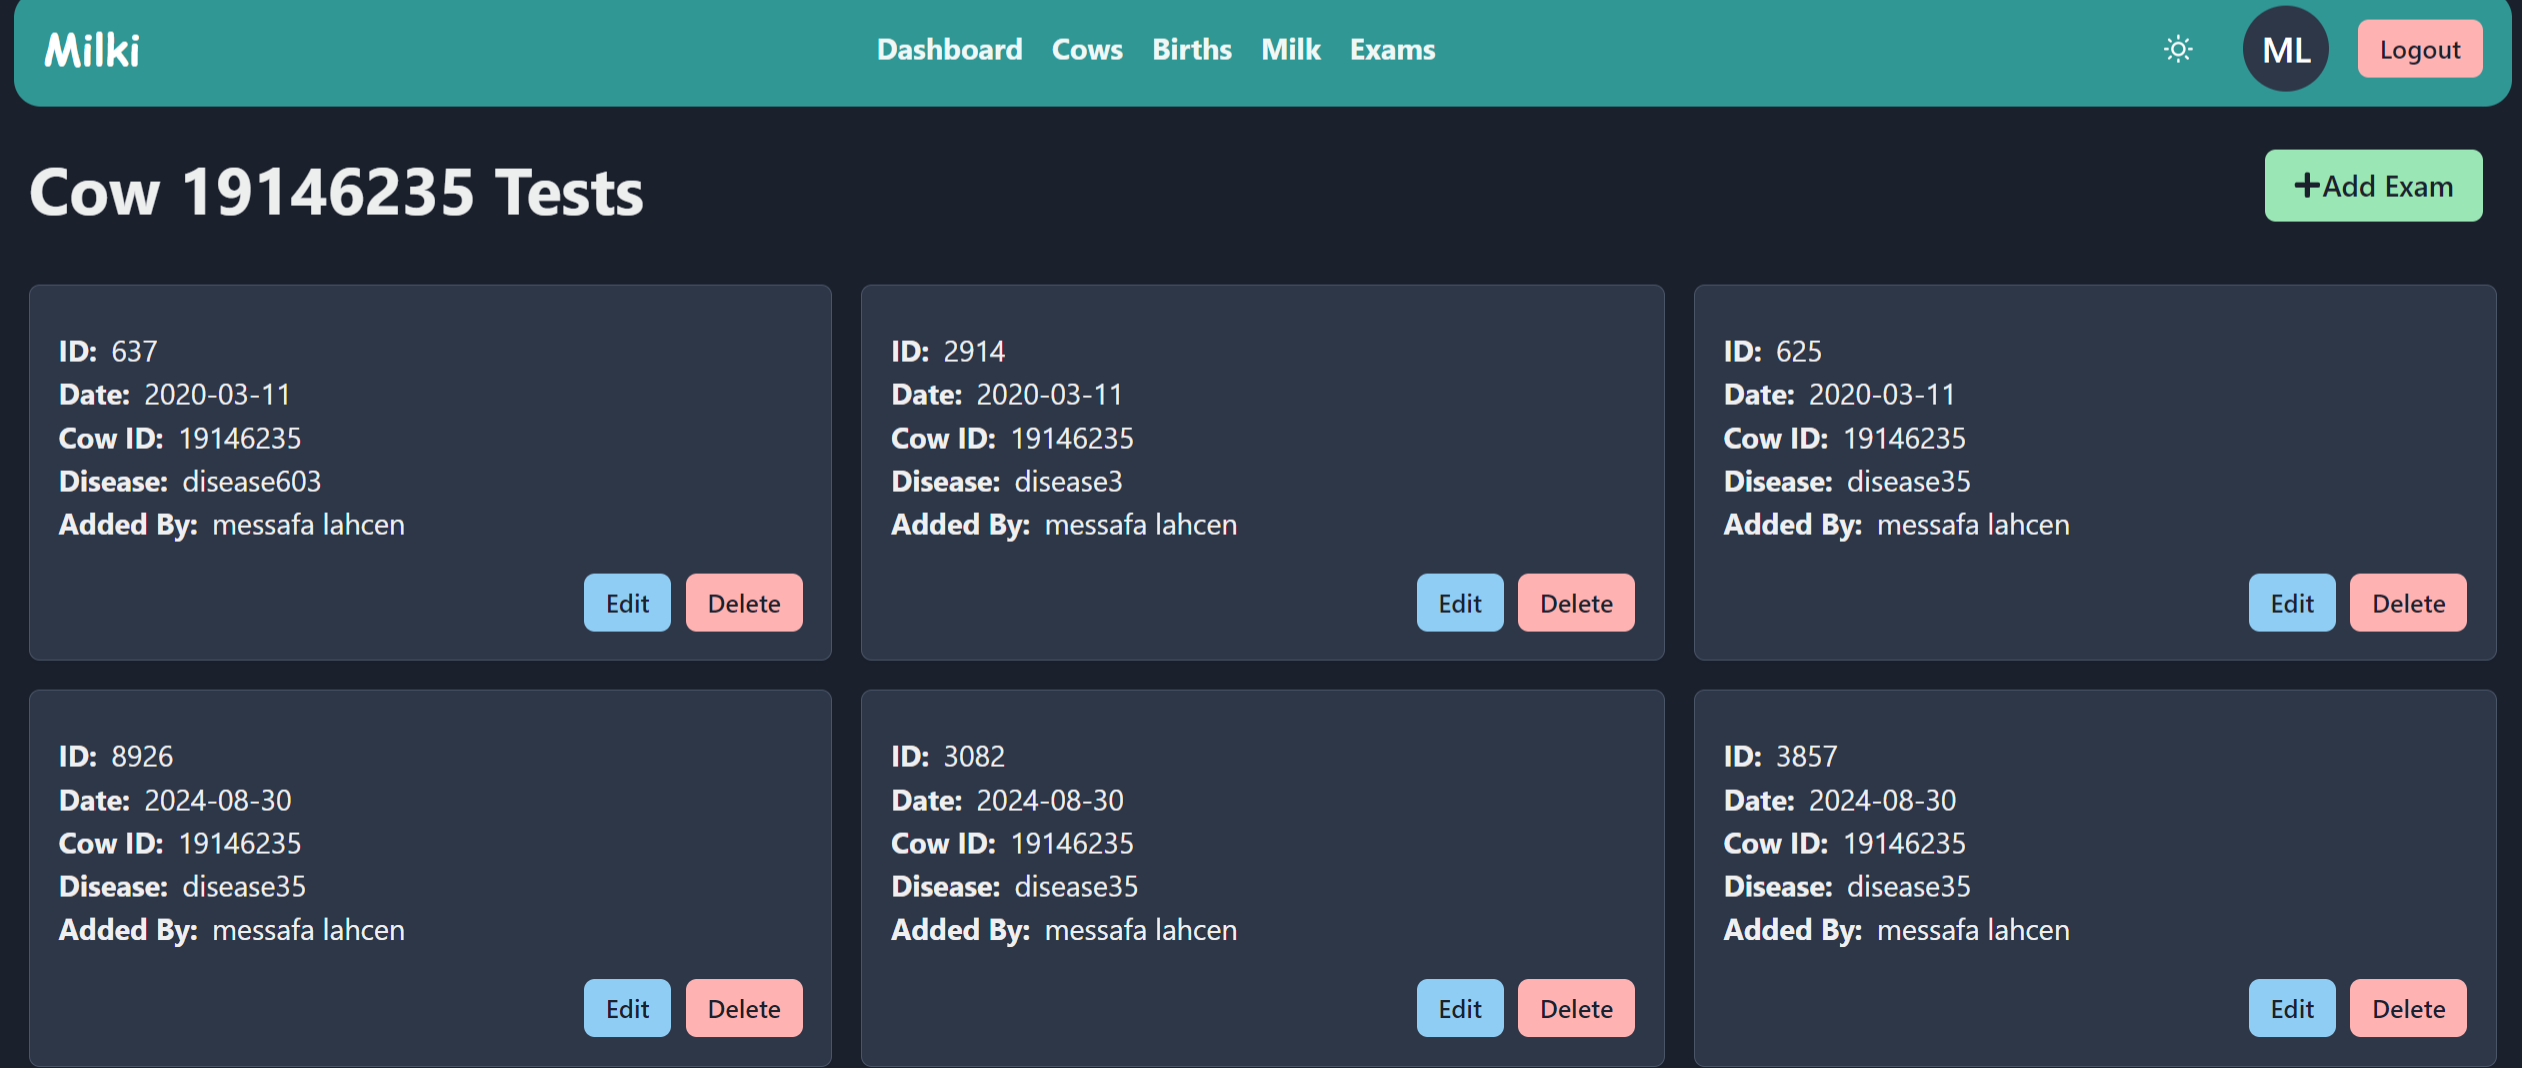 Milki
Dashboard Cows Births Milk Exams
ML
Logout
Cow 19146235 Tests
+Add Exam
ID: 637
Date: 2020-03-11
Cow ID: 19146235
Disease: disease603
Added By: messafa lahcen
Edit Delete
ID: 2914
Date: 2020-03-11
Cow ID: 19146235
Disease: disease3
Added By: messafa lahcen
Edit Delete
ID: 625
Date: 2020-03-11
Cow ID: 19146235
Disease: disease35
Added By: messafa lahcen
Edit Delete
ID: 8926
Date: 2024-08-30
Cow ID: 19146235
Disease: disease35
Added By: messafa lahcen
Edit Delete
ID: 3082
Date: 2024-08-30
Cow ID: 19146235
Disease: disease35
Added By: messafa lahcen
Edit Delete
ID: 3857
Date: 2024-08-30
Cow ID: 19146235
Disease: disease35
Added By: messafa lahcen
Edit Delete